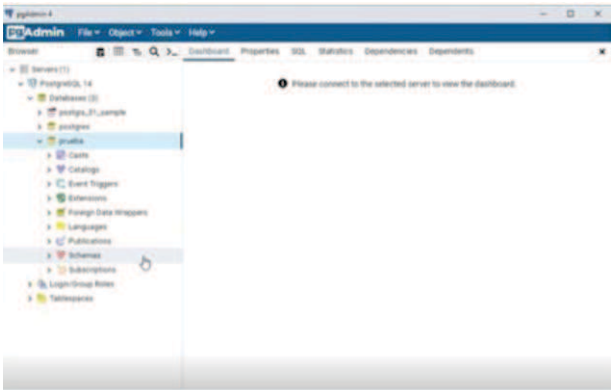 pgAdmin 4
pgAdmin File Object Tools Help
Browser Dashboard Properties SQL Statistics Dependencies Dependents
Servers (1)
PostgreSQL 14
Databases (3)
postgis_31_sample
postgres
prueba
Casts
Catalogs
Event Triggers
Extensions
Foreign Data Wrappers
Languages
Publications
Schemas
Subscriptions
Login/Group Roles
Tablespaces
Please connect to the selected server to view the dashboard.